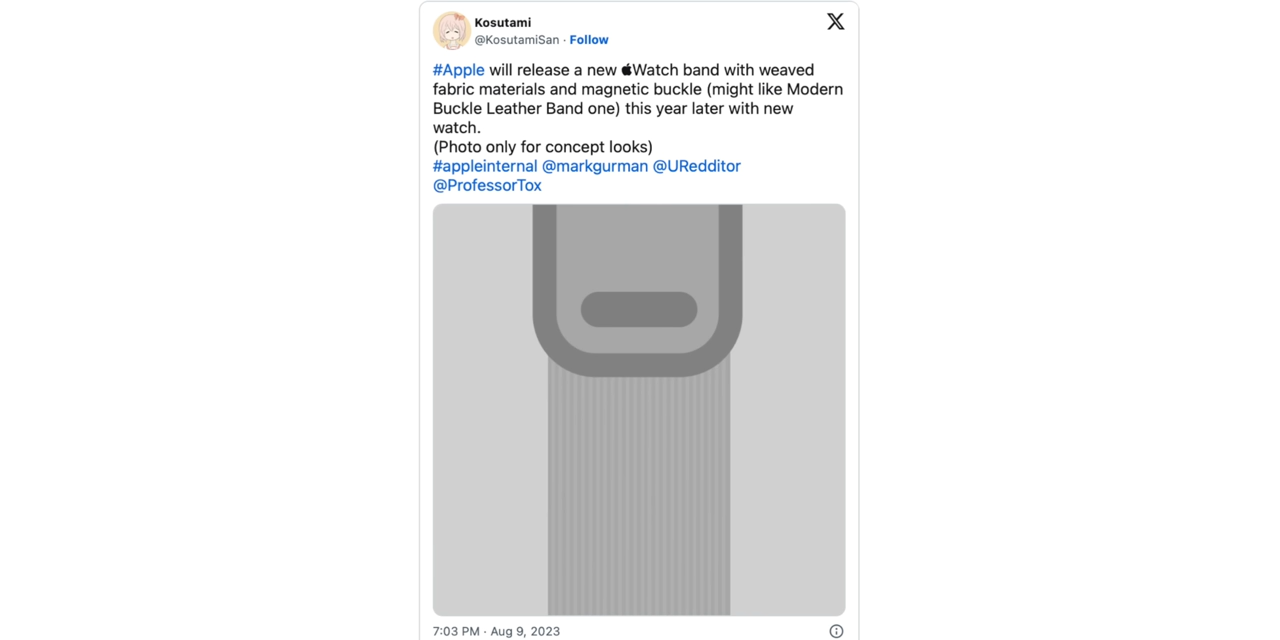 Kosutami
@KosutamiSan · Follow
#Apple will release a new Watch band with weaved
fabric materials and magnetic buckle (might like Modern
Buckle Leather Band one) this year later with new
watch.
(Photo only for concept looks)
#appleinternal @markgurman @URedditor
@ProfessorTox
7:03 PM · Aug 9, 2023